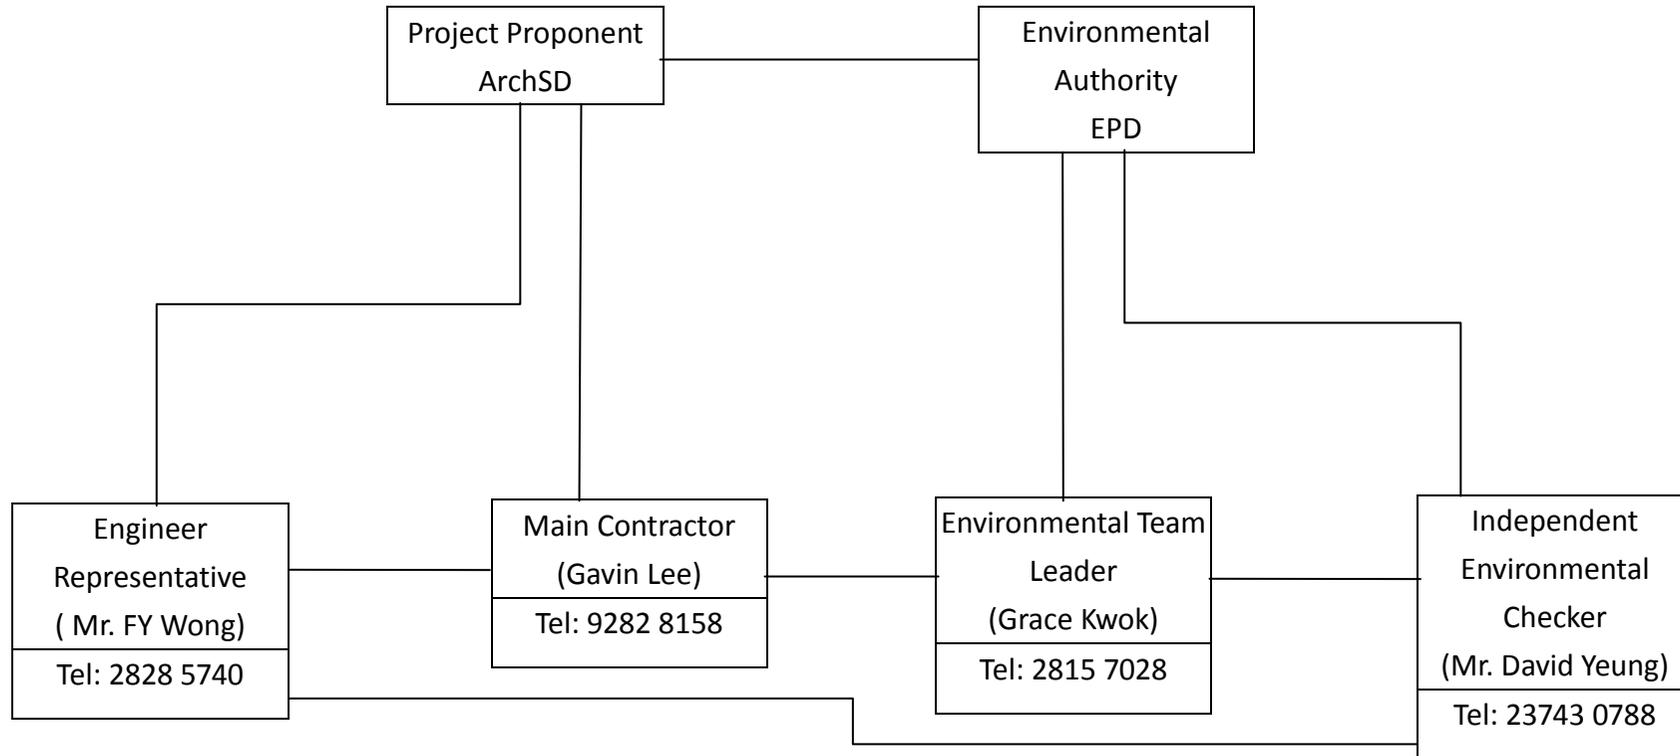 Project Proponent
ArchSD
Environmental
Authority
EPD
Engineer
Representative
( Mr. FY Wong)
Tel: 2828 5740
Main Contractor
(Gavin Lee)
Tel: 9282 8158
Environmental Team
Leader
(Grace Kwok)
Tel: 2815 7028
Independent
Environmental
Checker
(Mr. David Yeung)
Tel: 23743 0788